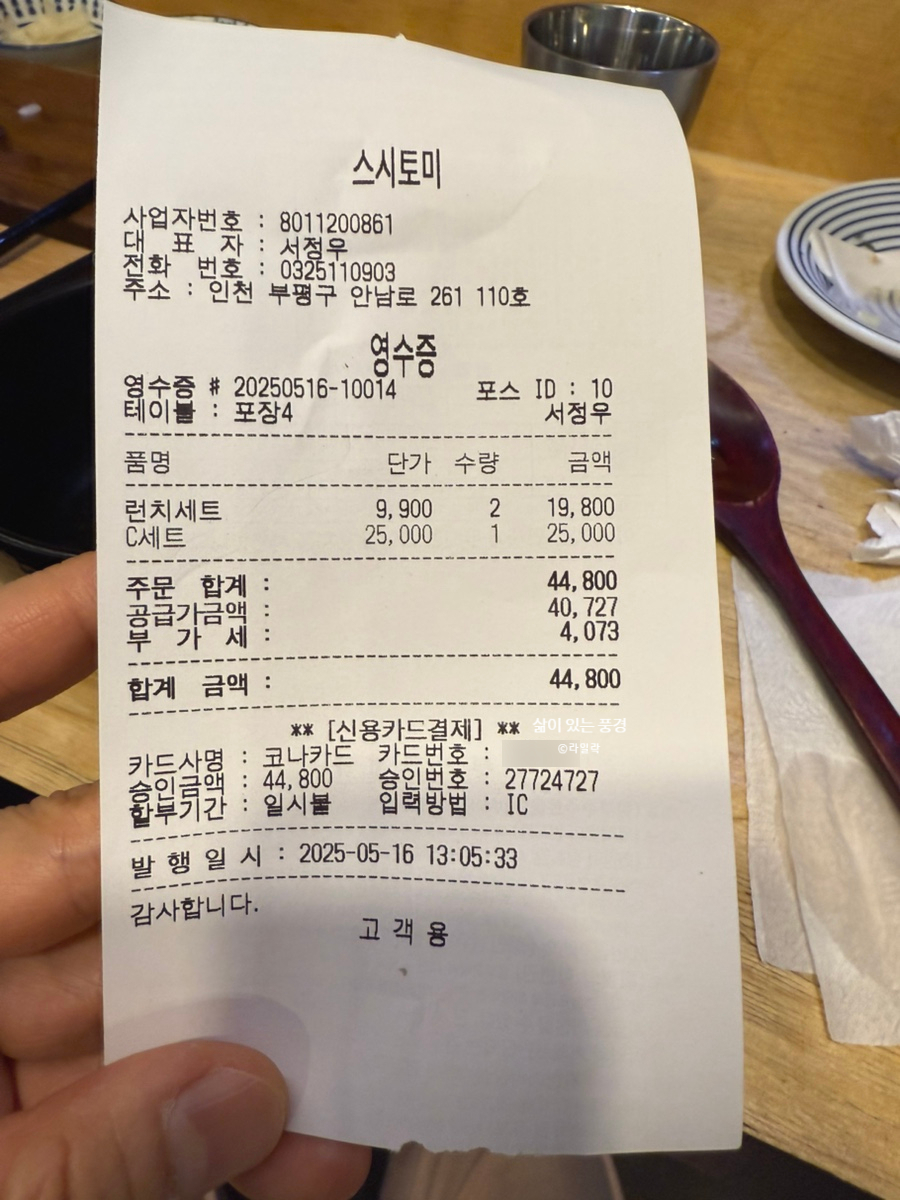 스시토미
사업자번호 : 8011200861
대 표 자 : 서정우
전화 번호 : 0325110903
주소 : 인천 부평구 안남로 261 110호
영수증
영수증 # 20250516-10014 포스 ID : 10
테이블 : 포장4 서정우
품명 단가 수량 금액
런치세트 9,900 2 19,800
C세트 25,000 1 25,000
주문 합계 : 44,800
공급가금액 : 40,727
부 가 세 : 4,073
합계 금액 : 44,800
** [신용카드결제] ** 삶이 있는 풍경
©라일락
카드사명 : 코나카드 카드번호 :
승인금액 : 44,800 승인번호 : 27724727
할부기간 : 일시불 입력방법 : IC
발 행 일 시 : 2025-05-16 13:05:33
감사합니다.
고 객 용